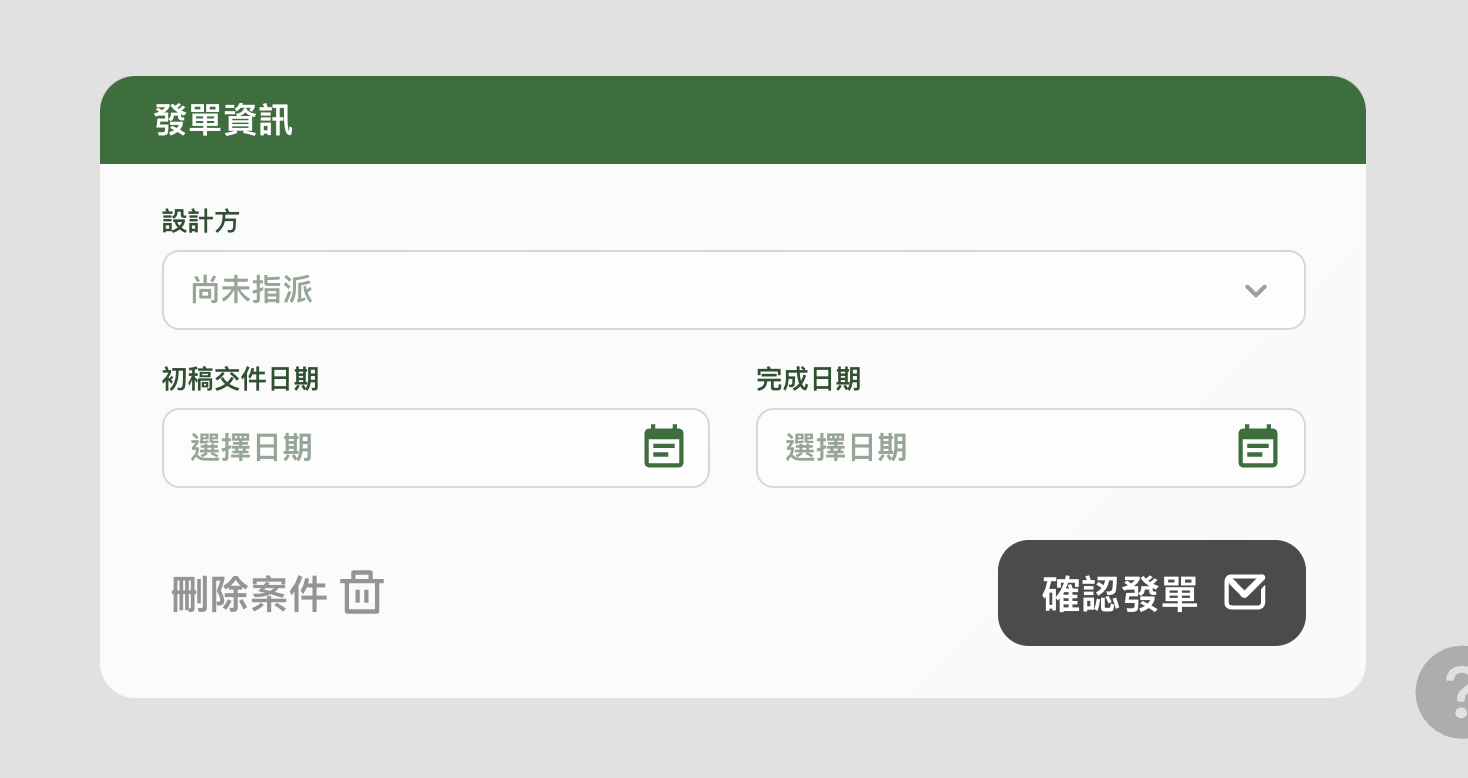 發單資訊
設計方
尚未指派
初稿交件日期
完成日期
選擇日期
選擇日期
刪除案件
確認發單
?